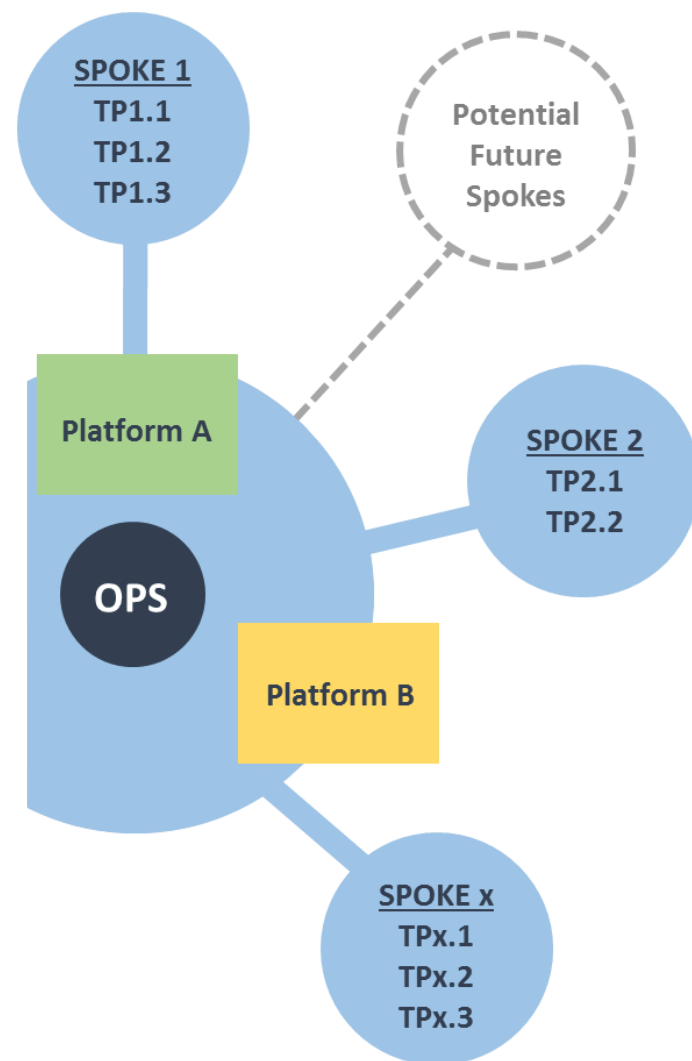 SPOKE 1
TP1.1
TP1.2
TP1.3
Potential
Future
Spokes
Platform A
SPOKE 2
TP2.1
TP2.2
OPS
Platform B
SPOKE x
TPx.1
TPx.2
TPx.3